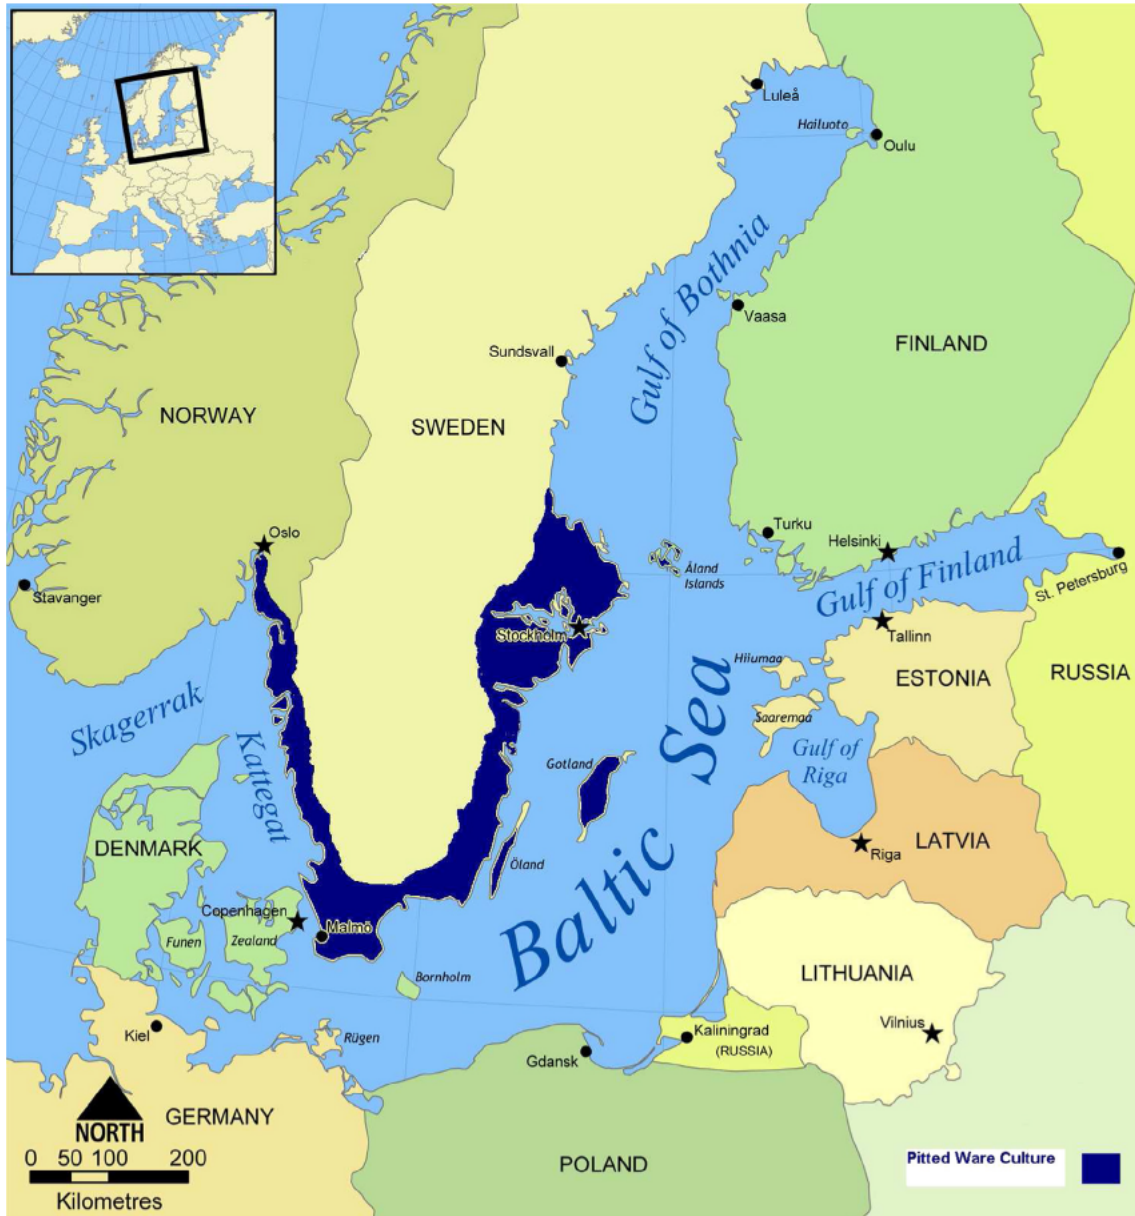 Luleå
Hailuoto
Oulu
Gulf of Bothnia
Vaasa
FINLAND
Sundsvall
NORWAY
SWEDEN
Oslo
Turku
Helsinki
Åland
Islands
Gulf of Finland
St. Petersburg
Stavanger
Stockholm
Tallinn
Hiiumaa
ESTONIA
RUSSIA
Skagerrak
Kattegat
Saaremaa
Gulf of
Riga
Gotland
Baltic Sea
DENMARK
Riga
LATVIA
Öland
Copenhagen
Malmö
Funen
Zealand
Bornholm
LITHUANIA
Vilnius
Kiel
Rügen
Kaliningrad
(RUSSIA)
Gdansk
GERMANY
NORTH
POLAND
Pitted Ware Culture
0 50 100 200
Kilometres